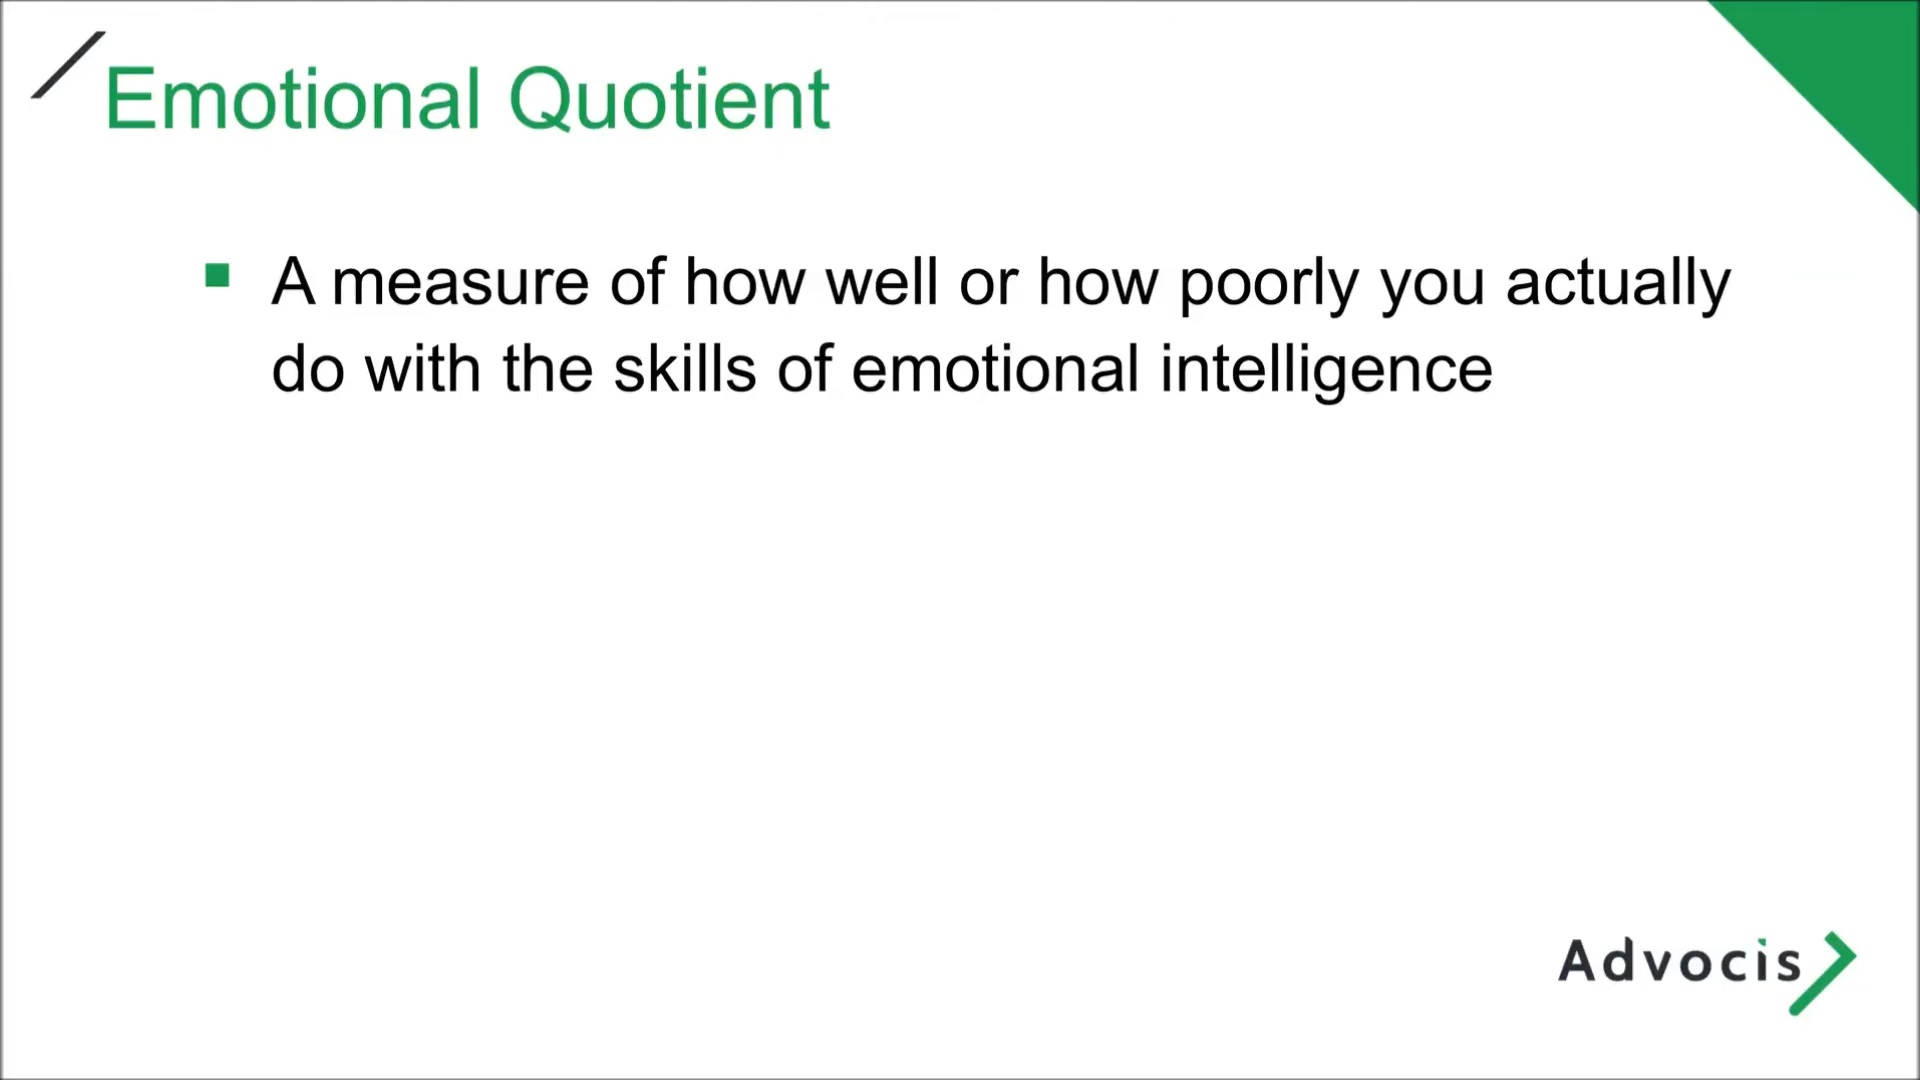 Emotional Quotient
A measure of how well or how poorly you actually
do with the skills of emotional intelligence
Advocis